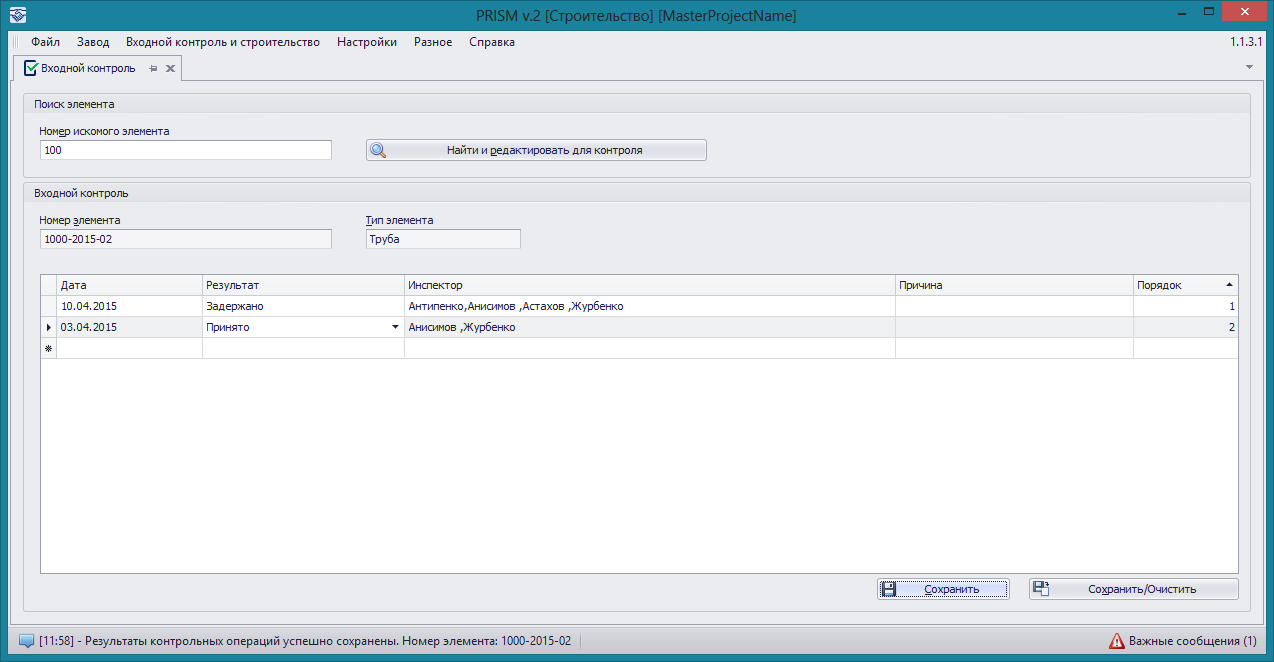 PRISM v.2 [Строительство] [MasterProjectName]
Файл Завод Входной контроль и строительство Настройки Разное Справка 1.1.3.1
Входной контроль
Поиск элемента
Номер искомого элемента
100 Найти и редактировать для контроля
Входной контроль
Номер элемента Тип элемента
1000-2015-02 Труба
Дата Результат Инспектор Причина Порядок
10.04.2015 Задержано Антипенко,Анисимов ,Астахов ,Журбенко 1
03.04.2015 Принято Анисимов ,Журбенко 2
Сохранить Сохранить/Очистить
[11:58] - Результаты контрольных операций успешно сохранены. Номер элемента: 1000-2015-02 Важные сообщения (1)